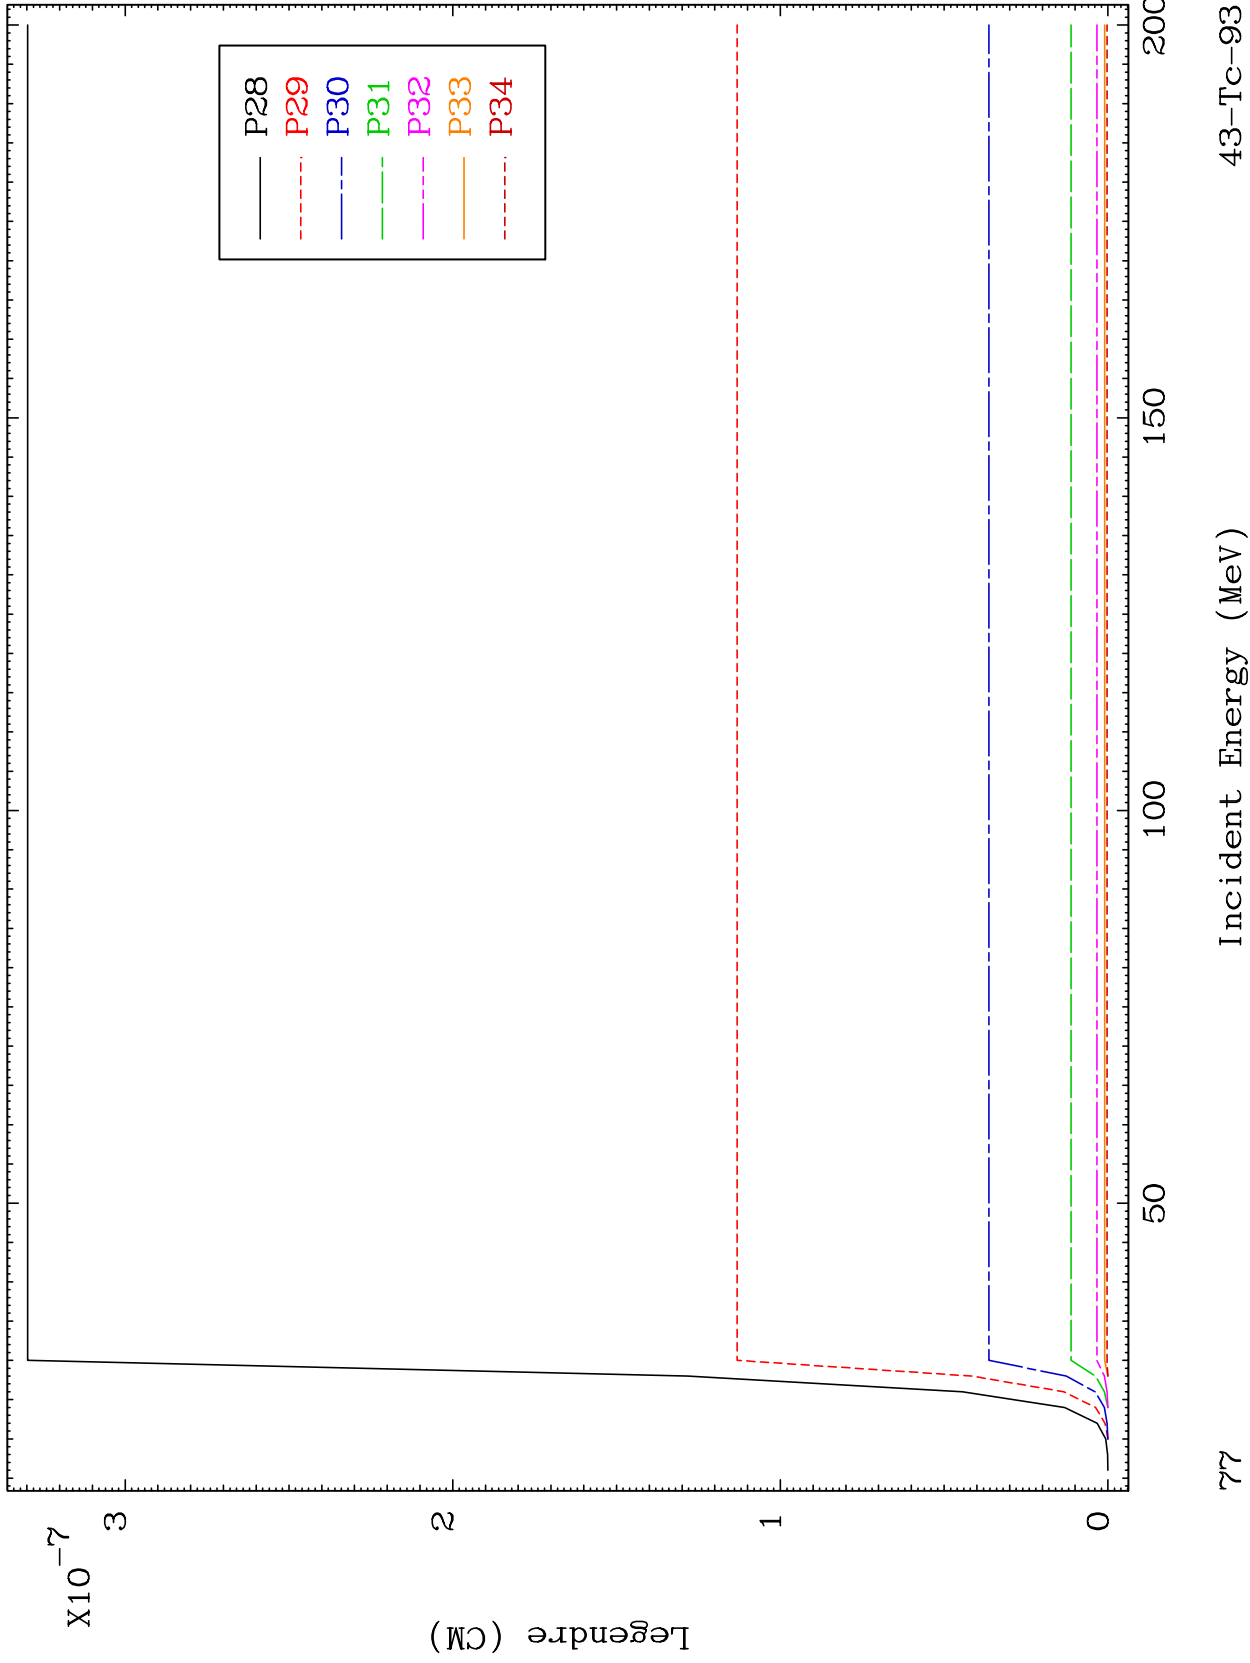 X10⁻⁷
3
2
1
0
Legendre (CM)
P28
P29
P30
P31
P32
P33
P34
50
100
150
200
Incident Energy (MeV)
77
43-Tc-93